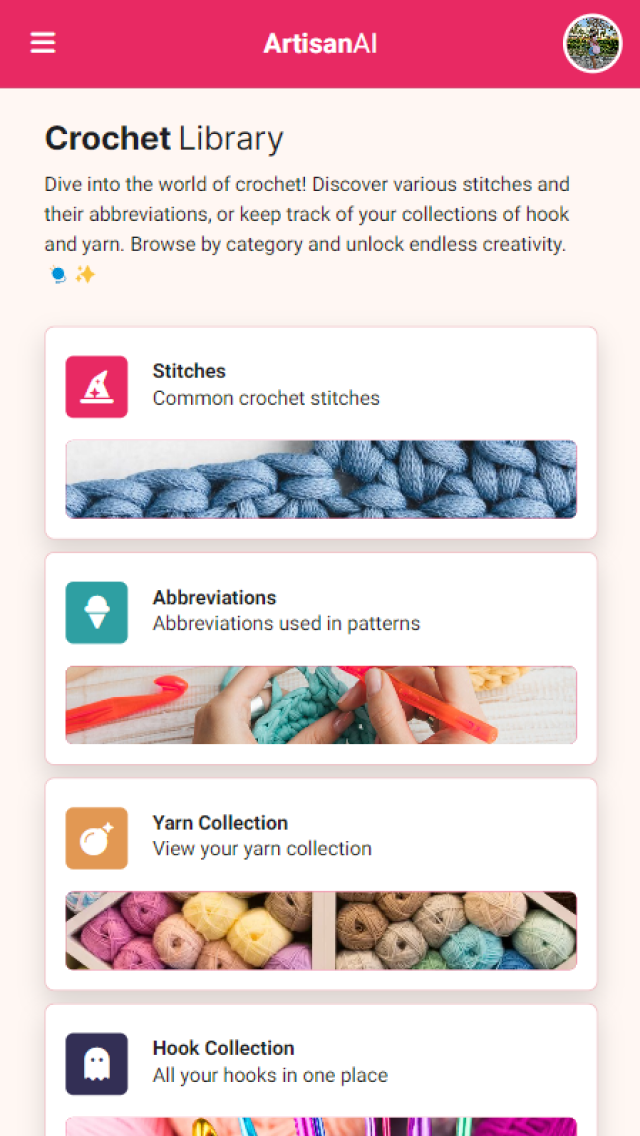 ArtisanAI
Crochet Library
Dive into the world of crochet! Discover various stitches and
their abbreviations, or keep track of your collections of hook
and yarn. Browse by category and unlock endless creativity.
🧶 ✨
Stitches
Common crochet stitches
Abbreviations
Abbreviations used in patterns
Yarn Collection
View your yarn collection
Hook Collection
All your hooks in one place